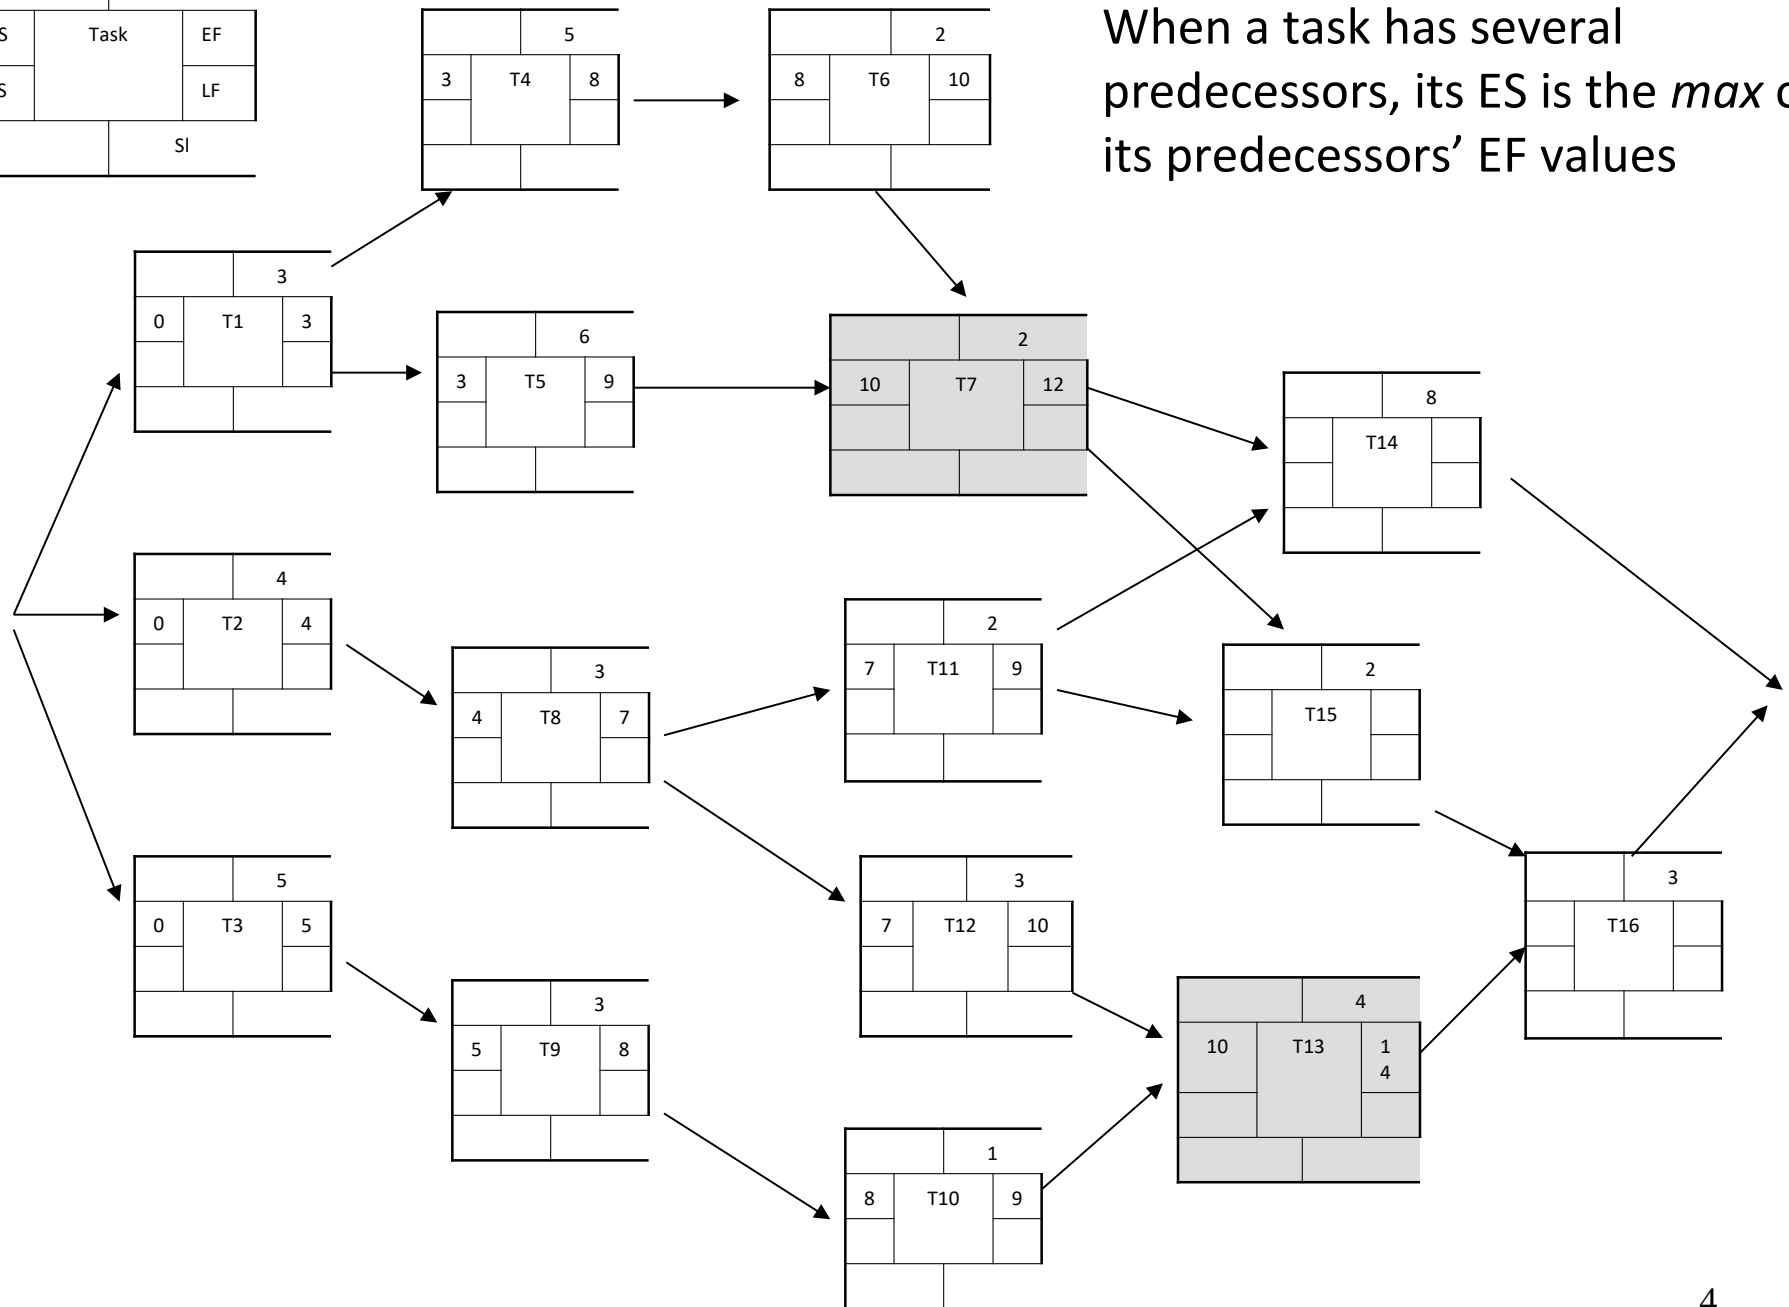 S Task EF
S LF
Sl
5
3 T4 8
2
8 T6 10
When a task has several
predecessors, its ES is the max
its predecessors’ EF values
3
0 T1 3
6
3 T5 9
2
10 T7 12
8
T14
4
0 T2 4
3
4 T8 7
2
7 T11 9
2
T15
5
0 T3 5
3
5 T9 8
3
7 T12 10
4
10 T13 1
4
3
T16
1
8 T10 9
4